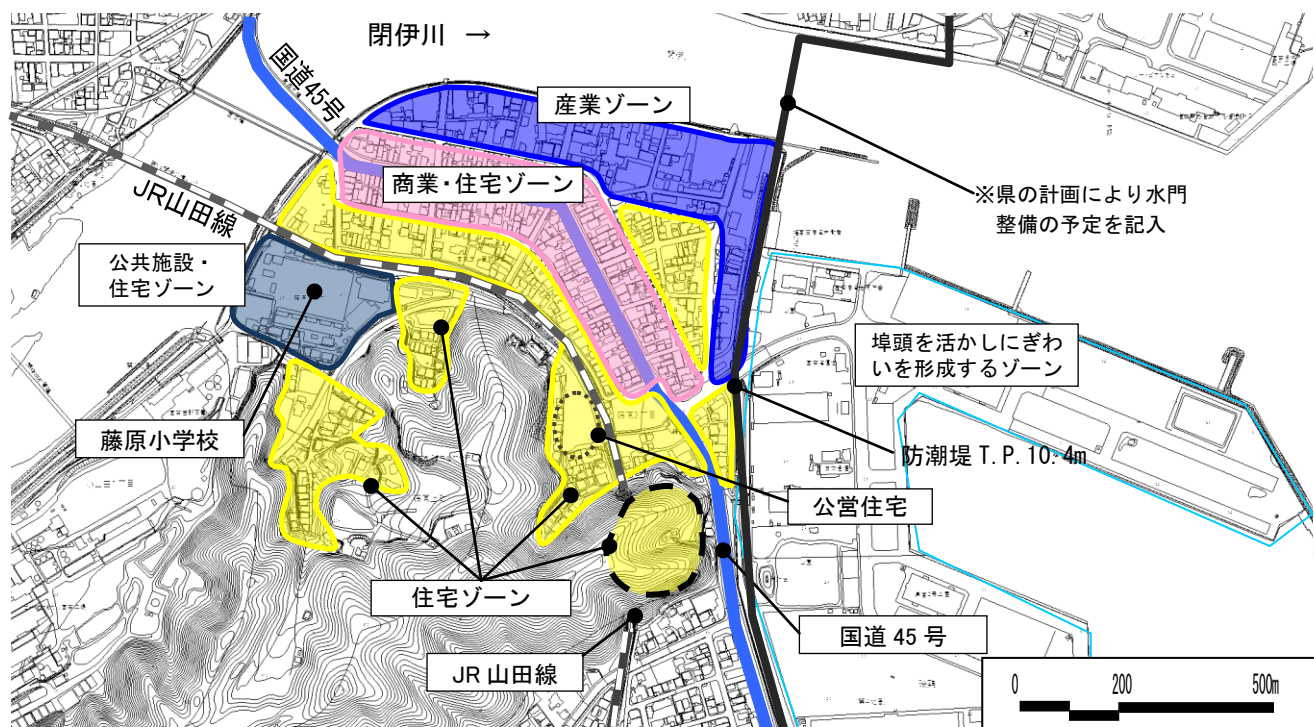 閉伊川 →
国道45号
産業ゾーン
商業・住宅ゾーン
※県の計画により水門
整備の予定を記入
JR山田線
公共施設・
住宅ゾーン
埠頭を活かしにぎわ
いを形成するゾーン
藤原小学校
防潮堤 T.P.10.4m
公営住宅
住宅ゾーン
国道 45 号
JR 山田線
0 200 500m